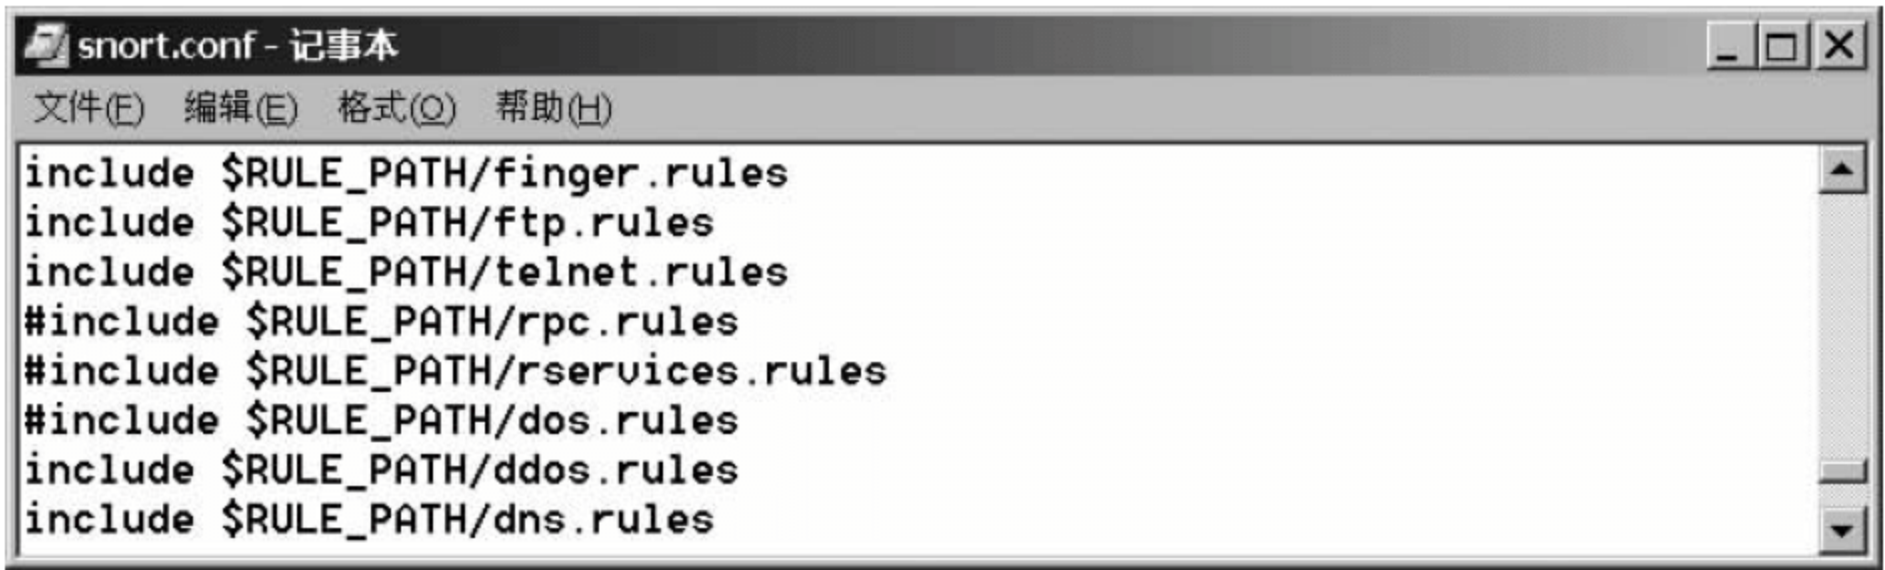 snort.conf - 记事本
文件(F) 编辑(E) 格式(O) 帮助(H)
include $RULE_PATH/finger.rules
include $RULE_PATH/ftp.rules
include $RULE_PATH/telnet.rules
#include $RULE_PATH/rpc.rules
#include $RULE_PATH/rservices.rules
#include $RULE_PATH/dos.rules
include $RULE_PATH/ddos.rules
include $RULE_PATH/dns.rules